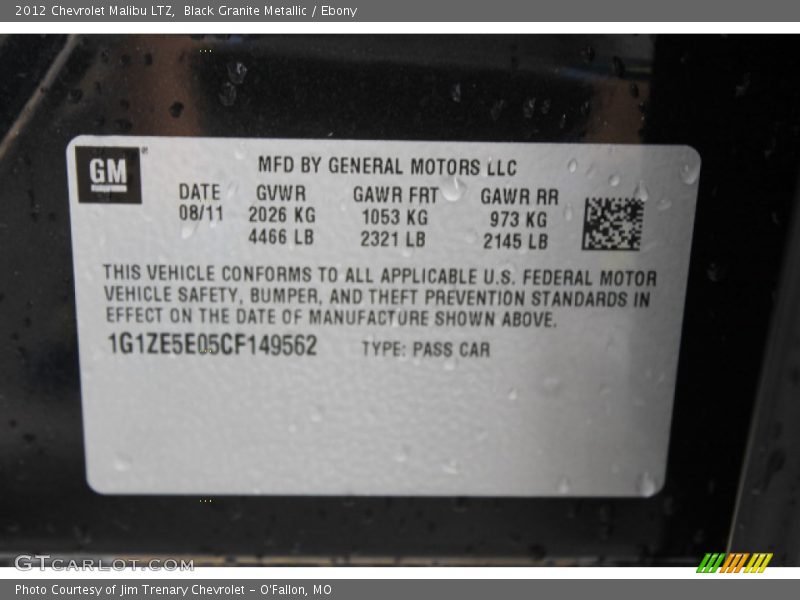 2012 Chevrolet Malibu LTZ, Black Granite Metallic / Ebony
GM
MFD BY GENERAL MOTORS LLC
DATE GVWR GAWR FRT GAWR RR
08/11 2026 KG 1053 KG 973 KG
4466 LB 2321 LB 2145 LB
THIS VEHICLE CONFORMS TO ALL APPLICABLE U.S. FEDERAL MOTOR
VEHICLE SAFETY, BUMPER, AND THEFT PREVENTION STANDARDS IN
EFFECT ON THE DATE OF MANUFACTURE SHOWN ABOVE.
1G1ZE5E05CF149562 TYPE: PASS CAR
GTCARLOT.COM
Photo Courtesy of Jim Trenary Chevrolet - O'Fallon, MO